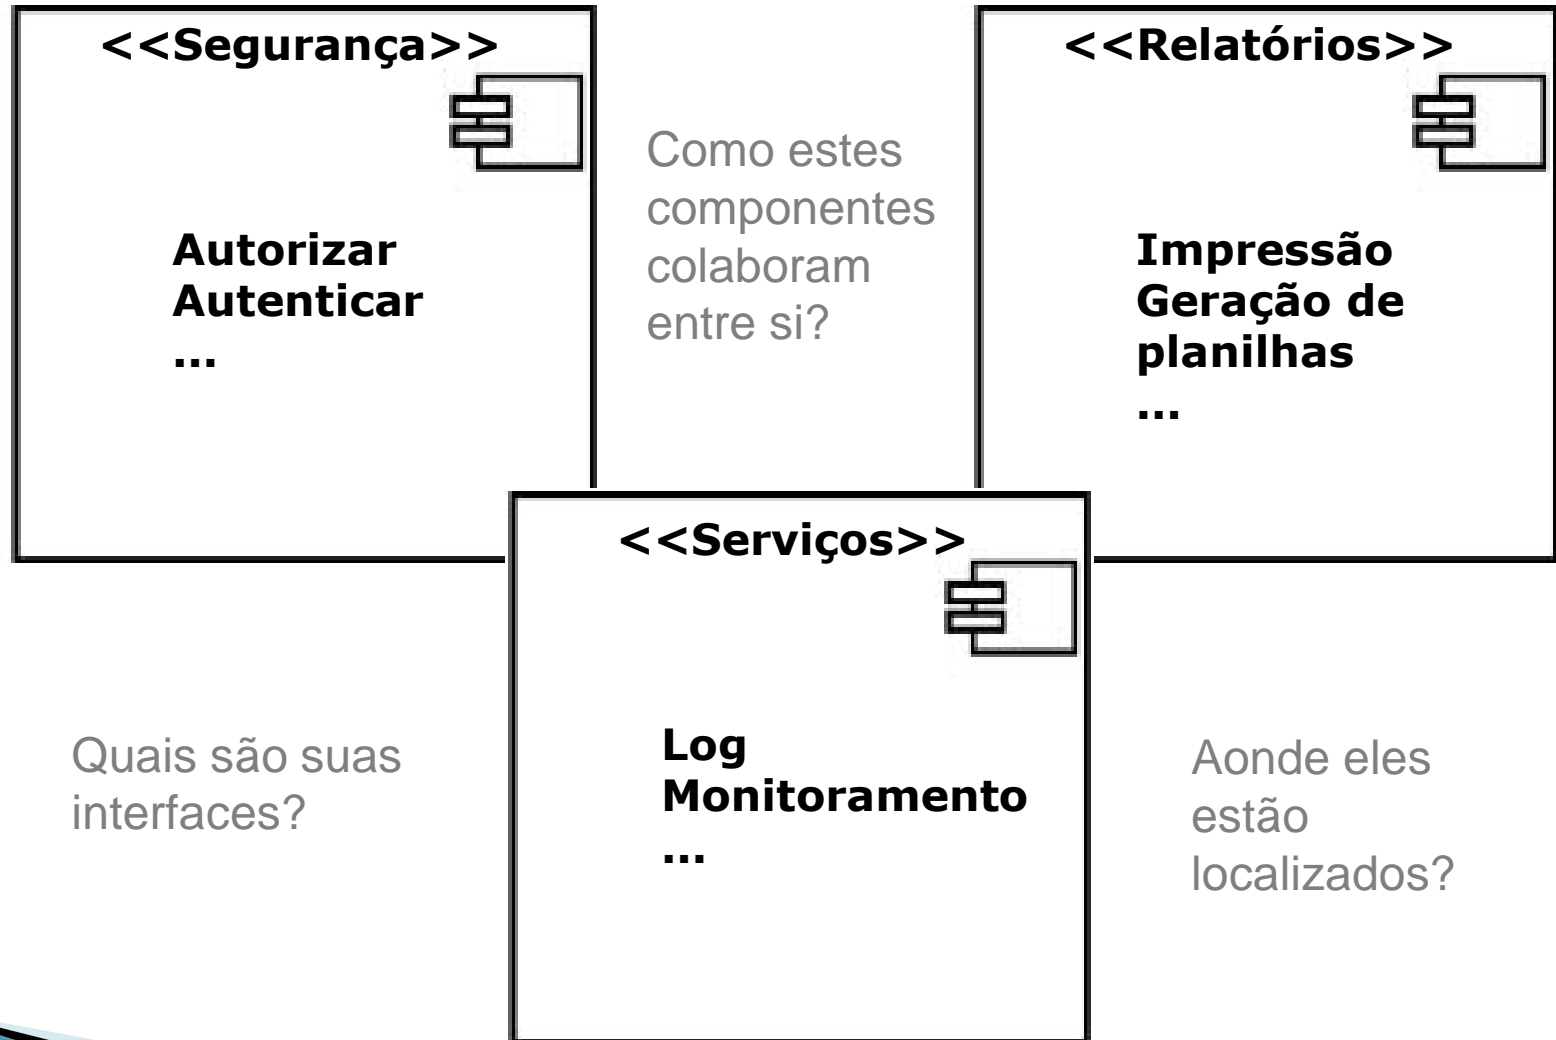 <<Segurança>>
Autorizar
Autenticar
...
Como estes
componentes
colaboram
entre si?
<<Relatórios>>
Impressão
Geração de
planilhas
...
<<Serviços>>
Log
Monitoramento
...
Quais são suas
interfaces?
Aonde eles
estão
localizados?